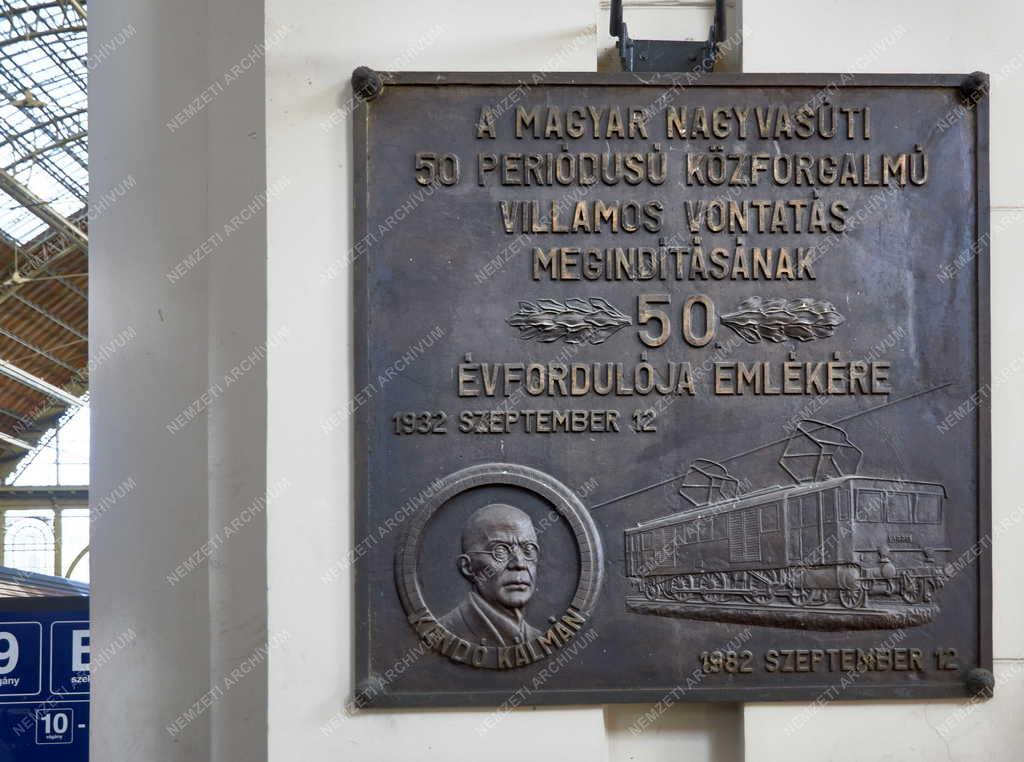 A MAGYAR NAGYVASÚTI
50 PERIÓDUSÚ KÖZFORGALMÚ
VILLAMOS VONTATÁS
MEGINDÍTÁSÁNAK
50.
ÉVFORDULÓJA EMLÉKÉRE
1932 SZEPTEMBER 12
KANDÓ KÁLMÁN
1982 SZEPTEMBER 12
9
10 -
vágány
NEMZETI ARCHÍVUM